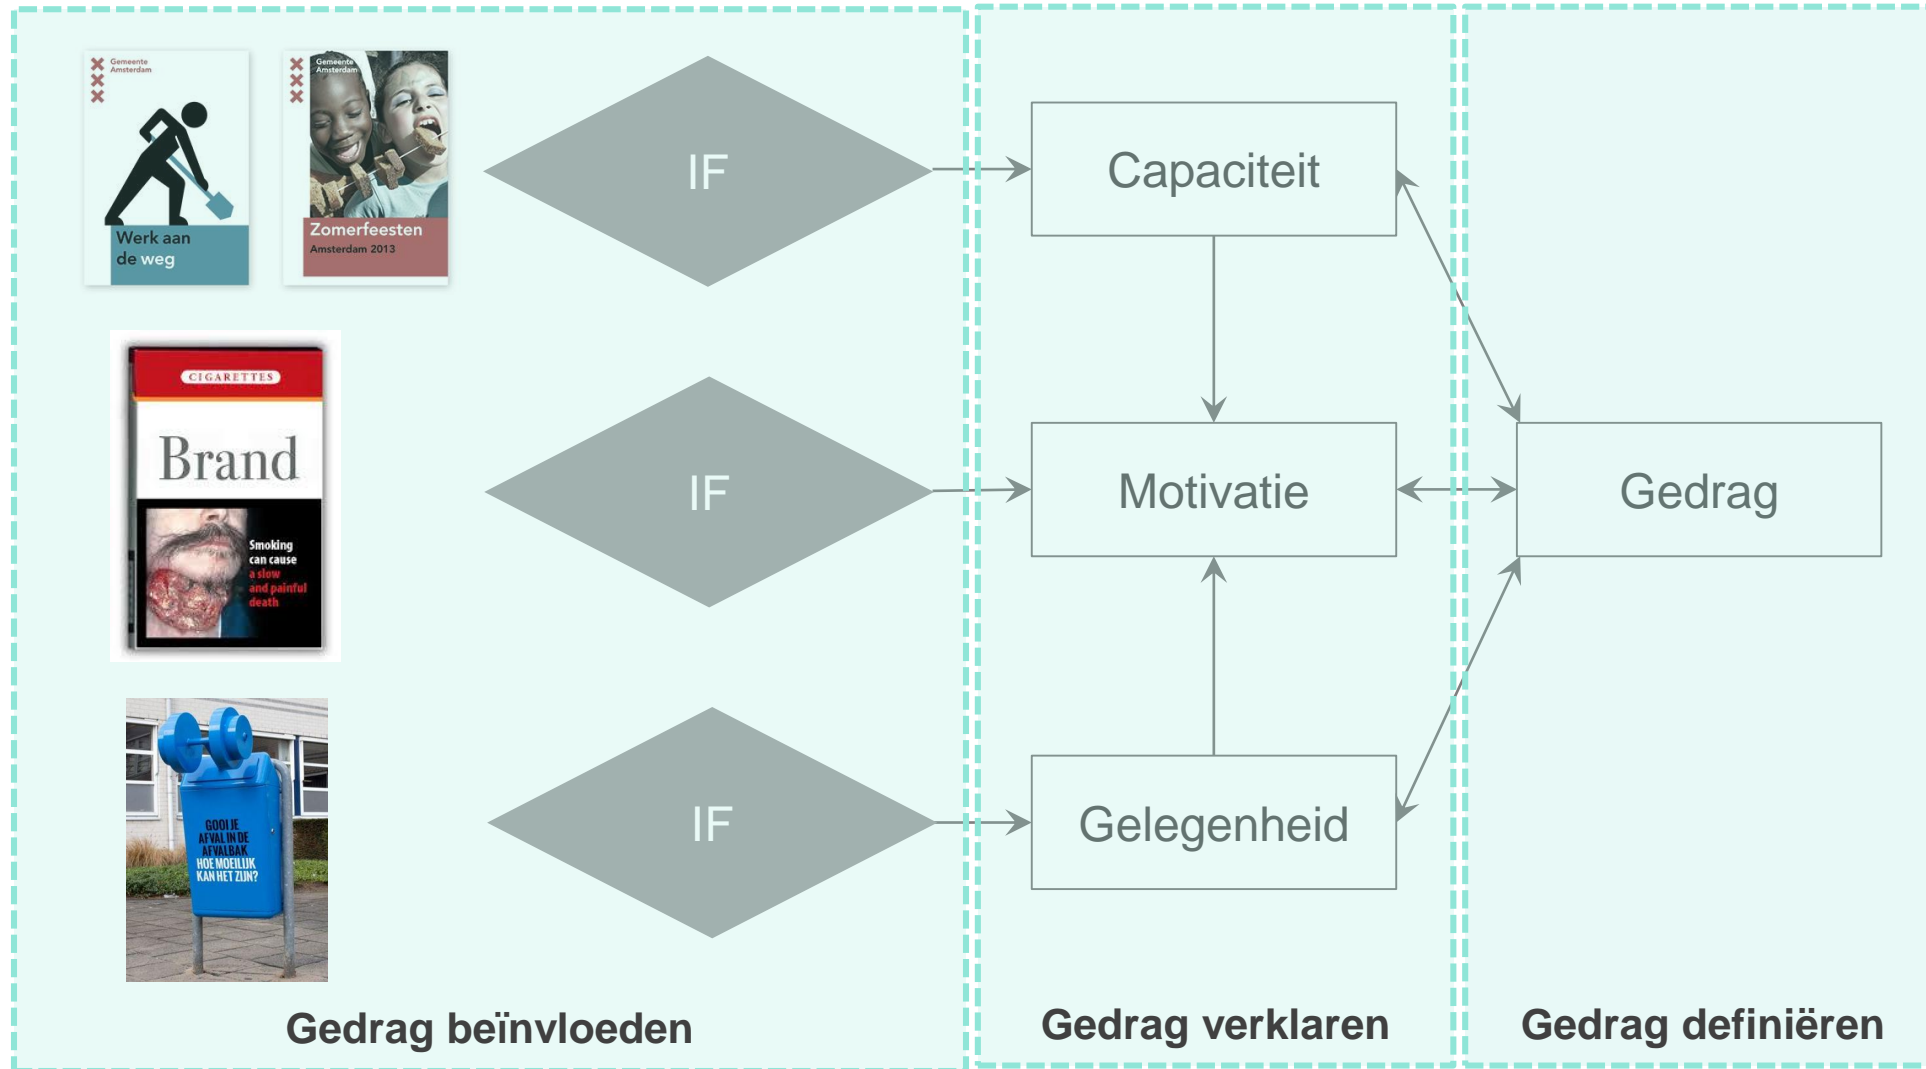 Gemeente
Amsterdam
Werk aan
de weg
Gemeente
Amsterdam
Zomerfeesten
Amsterdam 2013
IF
Capaciteit
CIGARETTES
Brand
Smoking
can cause
a slow
and painful
death
IF
Motivatie
Gedrag
GOOI JE
AFVAL IN DE
AFVALBAK
HOE MOEILIJK
KAN HET ZIJN?
IF
Gelegenheid
Gedrag beïnvloeden
Gedrag verklaren
Gedrag definiëren